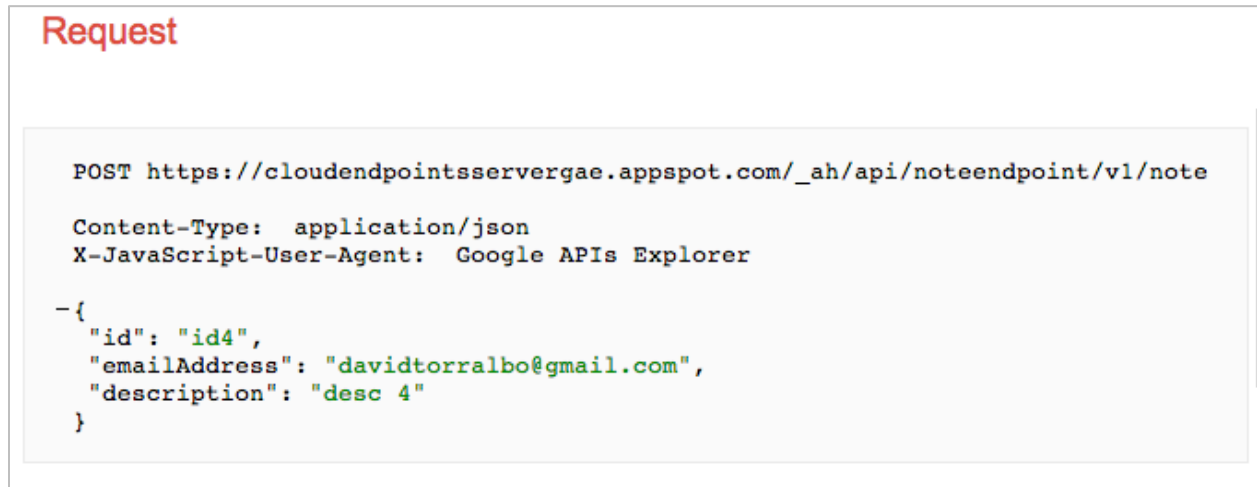 Request
POST https://cloudendpointsservergae.appspot.com/_ah/api/noteendpoint/v1/note
Content-Type:  application/json
X-JavaScript-User-Agent:  Google APIs Explorer
-{
"id": "id4",
"emailAddress": "davidtorralbo@gmail.com",
"description": "desc 4"
}